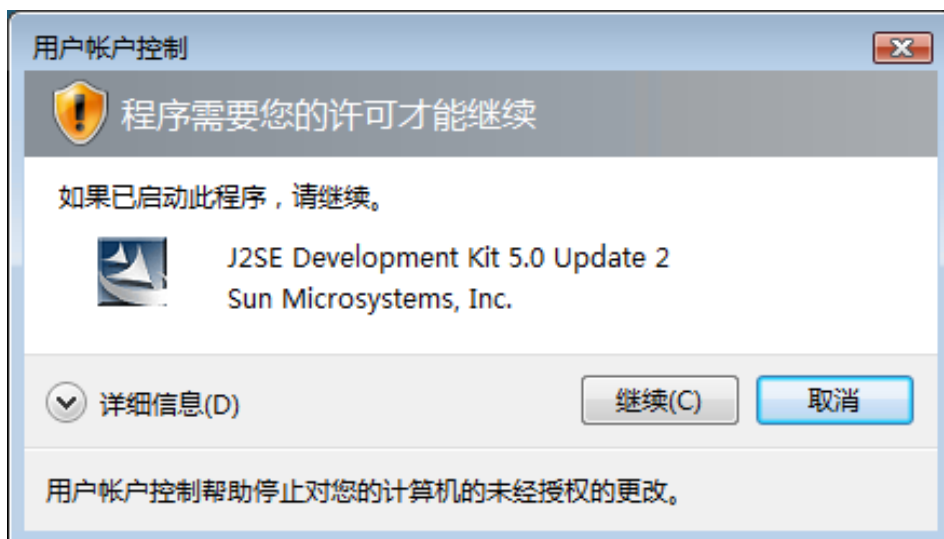 用户帐户控制
程序需要您的许可才能继续
如果已启动此程序，请继续。
J2SE Development Kit 5.0 Update 2
Sun Microsystems, Inc.
详细信息(D)
继续(C)
取消
用户帐户控制帮助停止对您的计算机的未经授权的更改。